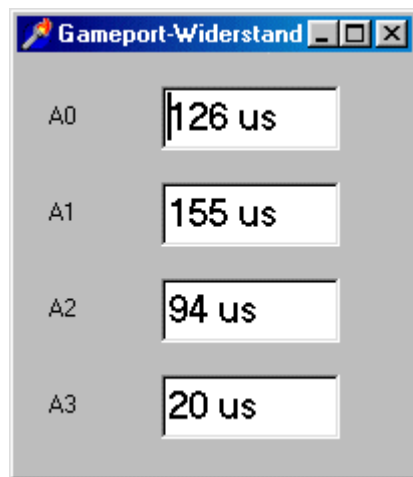 Gameport-Widerstand
A0 126 us
A1 155 us
A2 94 us
A3 20 us